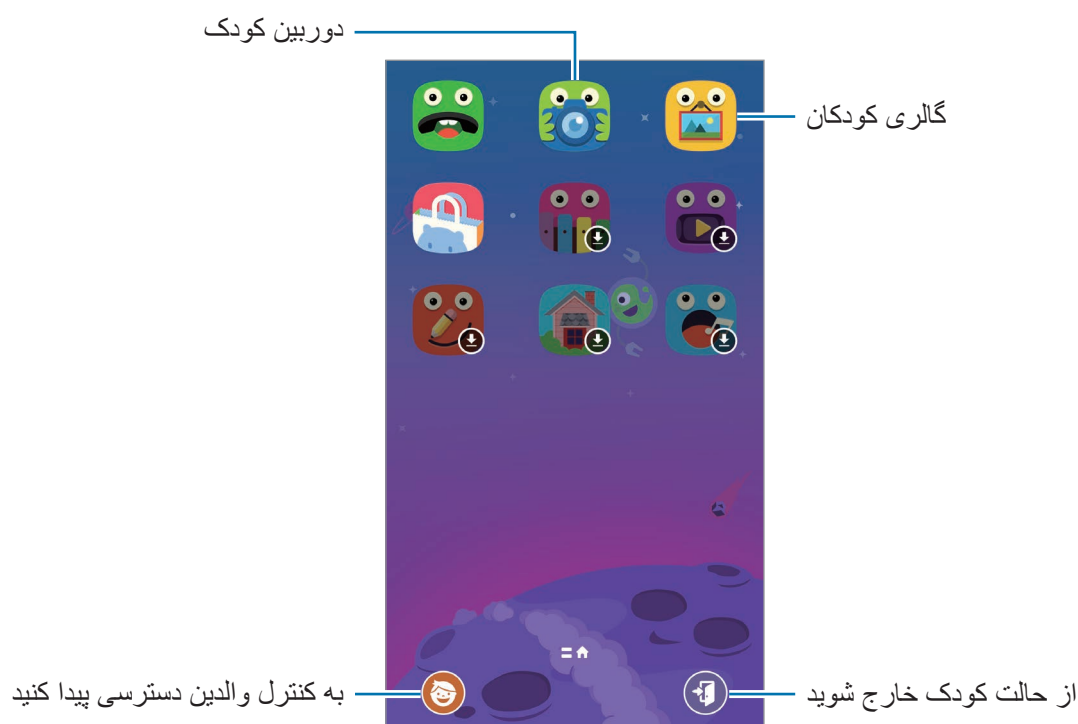 دوربین کودک
گالری کودکان
به کنترل والدین دسترسی پیدا کنید
از حالت کودک خارج شوید